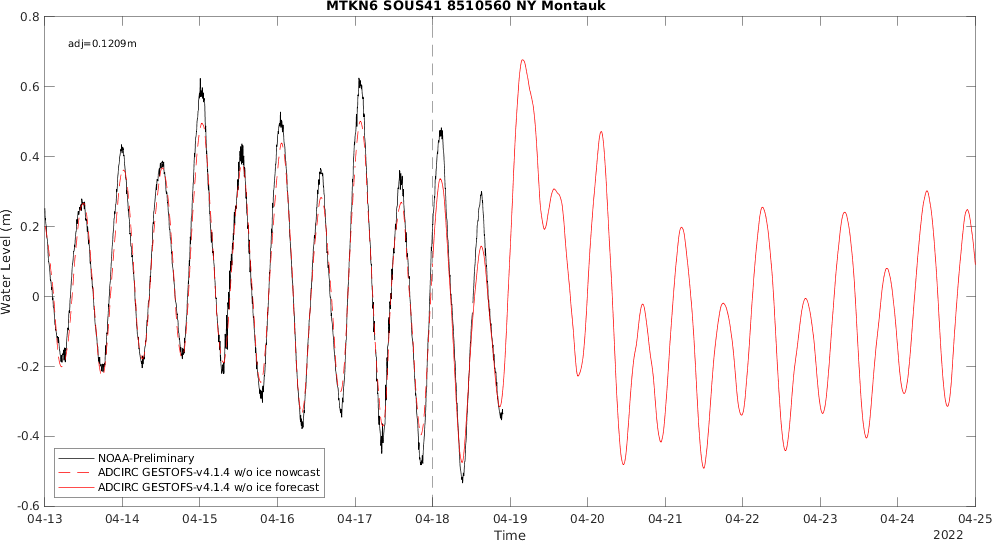 MTKN6 SOUS41 8510560 NY Montauk
adj=0.1209m
Water Level (m)
0.8
0.6
0.4
0.2
0
-0.2
-0.4
-0.6
NOAA-Preliminary
ADCIRC GESTOFS-v4.1.4 w/o ice nowcast
ADCIRC GESTOFS-v4.1.4 w/o ice forecast
04-13 04-14 04-15 04-16 04-17 04-18 04-19 04-20 04-21 04-22 04-23 04-24 04-25
Time
2022